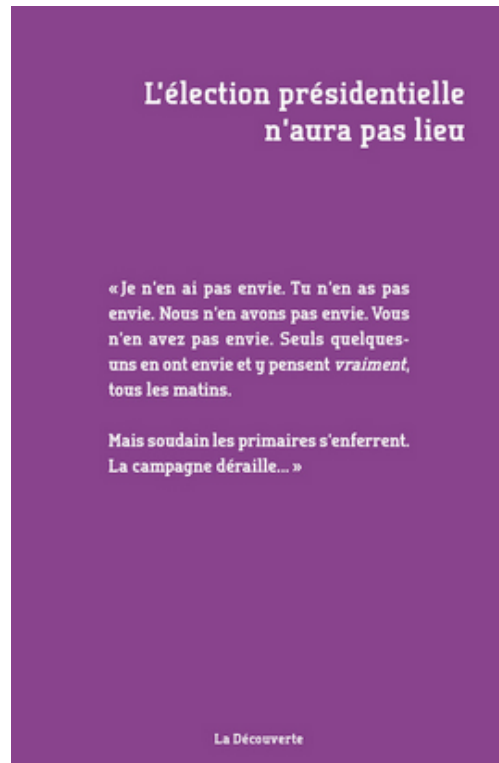 L'élection présidentielle
n'aura pas lieu
« Je n'en ai pas envie. Tu n'en as pas
envie. Nous n'en avons pas envie. Vous
n'en avez pas envie. Seuls quelques-
uns en ont envie et y pensent vraiment,
tous les matins.
Mais soudain les primaires s'enferrent.
La campagne déraille... »
La Découverte